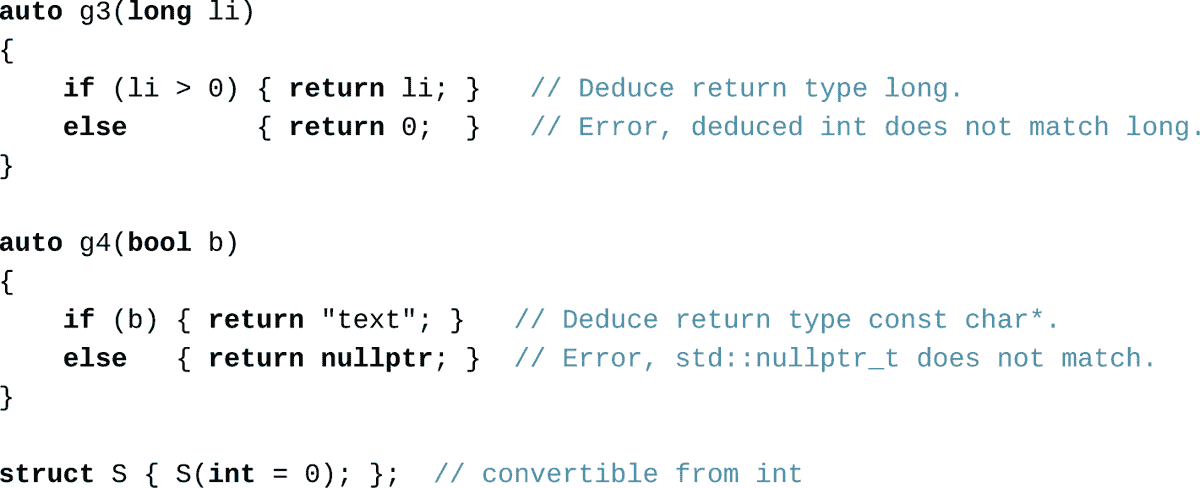 auto g3(long li)
{
    if (li > 0) { return li; }   // Deduce return type long.
    else        { return 0;  }   // Error, deduced int does not match long.
}

auto g4(bool b)
{
    if (b) { return "text"; }   // Deduce return type const char*.
    else   { return nullptr; }  // Error, std::nullptr_t does not match.
}

struct S { S(int = 0); };  // convertible from int